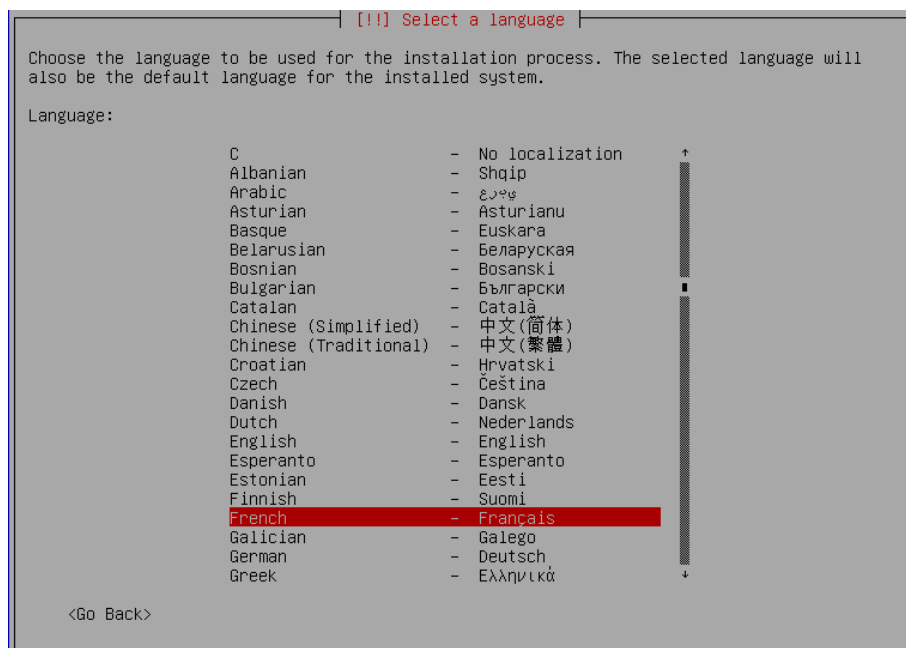 [!!] Select a language
Choose the language to be used for the installation process. The selected language will
also be the default language for the installed system.
Language:
C - No localization
Albanian - Shqip
Arabic - عربي
Asturian - Asturianu
Basque - Euskara
Belarusian - Беларуская
Bosnian - Bosanski
Bulgarian - Български
Catalan - Català
Chinese (Simplified) - 中文(简体)
Chinese (Traditional) - 中文(繁體)
Croatian - Hrvatski
Czech - Čeština
Danish - Dansk
Dutch - Nederlands
English - English
Esperanto - Esperanto
Estonian - Eesti
Finnish - Suomi
French - Français
Galician - Galego
German - Deutsch
Greek - Ελληνικά
<Go Back>